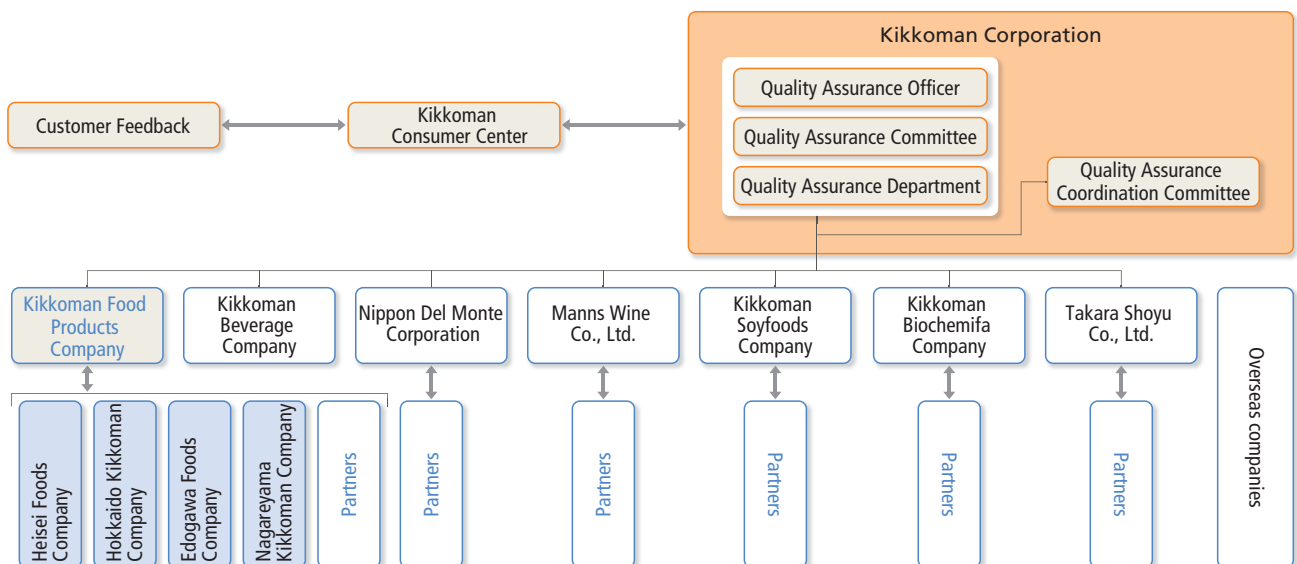 Kikkoman Corporation
Quality Assurance Officer
Customer Feedback
Kikkoman
Consumer Center
Quality Assurance Committee
Quality Assurance Department
Quality Assurance
Coordination Committee
Kikkoman Food
Products
Company
Kikkoman
Beverage
Company
Nippon Del Monte
Corporation
Manns Wine
Co., Ltd.
Kikkoman
Soyfoods
Company
Kikkoman
Biochemifa
Company
Takara Shoyu
Co., Ltd.
Overseas companies
Heisei Foods
Company
Hokkaido Kikkoman
Company
Edogawa Foods
Company
Nagareyama
Kikkoman Company
Partners
Partners
Partners
Partners
Partners
Partners